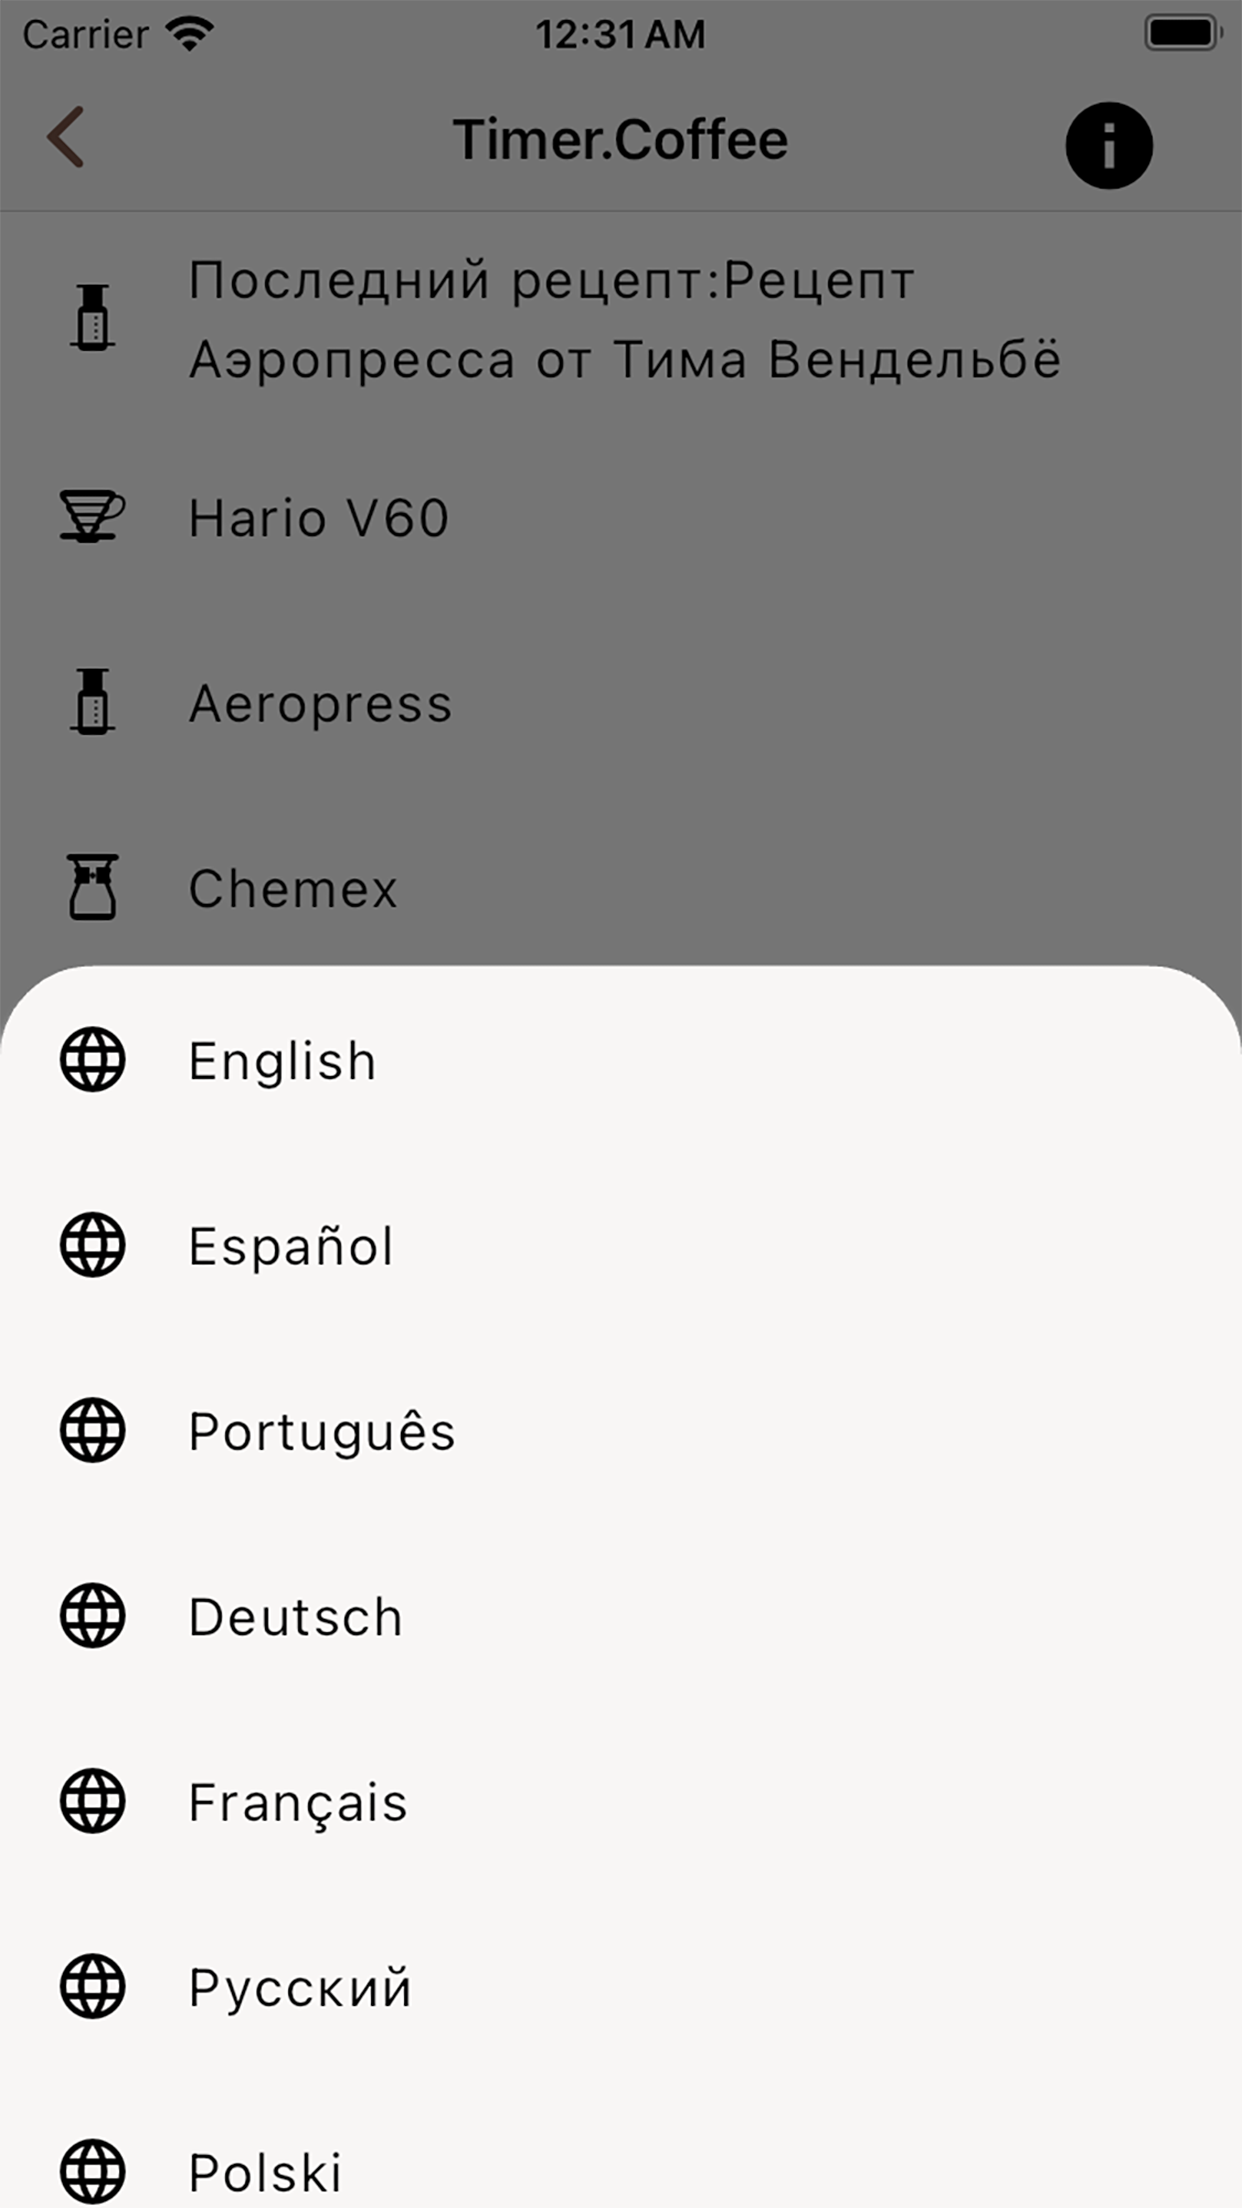 Carrier
12:31 AM
Timer.Coffee
Последний рецепт:Рецепт
Аэропресса от Тима Вендельбё
Hario V60
Aeropress
Chemex
English
Español
Português
Deutsch
Français
Русский
Polski